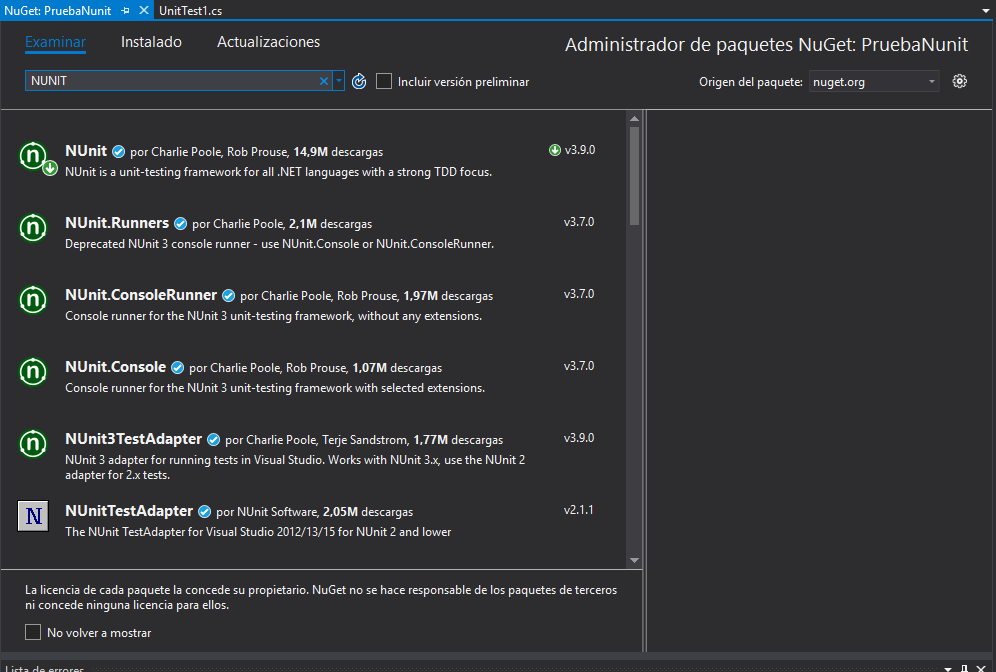 NuGet: PruebaNunit UnitTest1.cs
Examinar Instalado Actualizaciones Administrador de paquetes NuGet: PruebaNunit
NUNIT Incluir versión preliminar Origen del paquete: nuget.org
NUnit por Charlie Poole, Rob Prouse, 14,9M descargas v3.9.0
NUnit is a unit-testing framework for all .NET languages with a strong TDD focus.
NUnit.Runners por Charlie Poole, 2,1M descargas v3.7.0
Deprecated NUnit 3 console runner - use NUnit.Console or NUnit.ConsoleRunner.
NUnit.ConsoleRunner por Charlie Poole, Rob Prouse, 1,97M descargas v3.7.0
Console runner for the NUnit 3 unit-testing framework, without any extensions.
NUnit.Console por Charlie Poole, Rob Prouse, 1,07M descargas v3.7.0
Console runner for the NUnit 3 unit-testing framework with selected extensions.
NUnit3TestAdapter por Charlie Poole, Terje Sandstrom, 1,77M descargas v3.9.0
NUnit 3 adapter for running tests in Visual Studio. Works with NUnit 3.x, use the NUnit 2
adapter for 2.x tests.
NUnitTestAdapter por NUnit Software, 2,05M descargas v2.1.1
The NUnit TestAdapter for Visual Studio 2012/13/15 for NUnit 2 and lower
La licencia de cada paquete la concede su propietario. NuGet no se hace responsable de los paquetes de terceros
ni concede ninguna licencia para ellos.
No volver a mostrar
Lista de errores